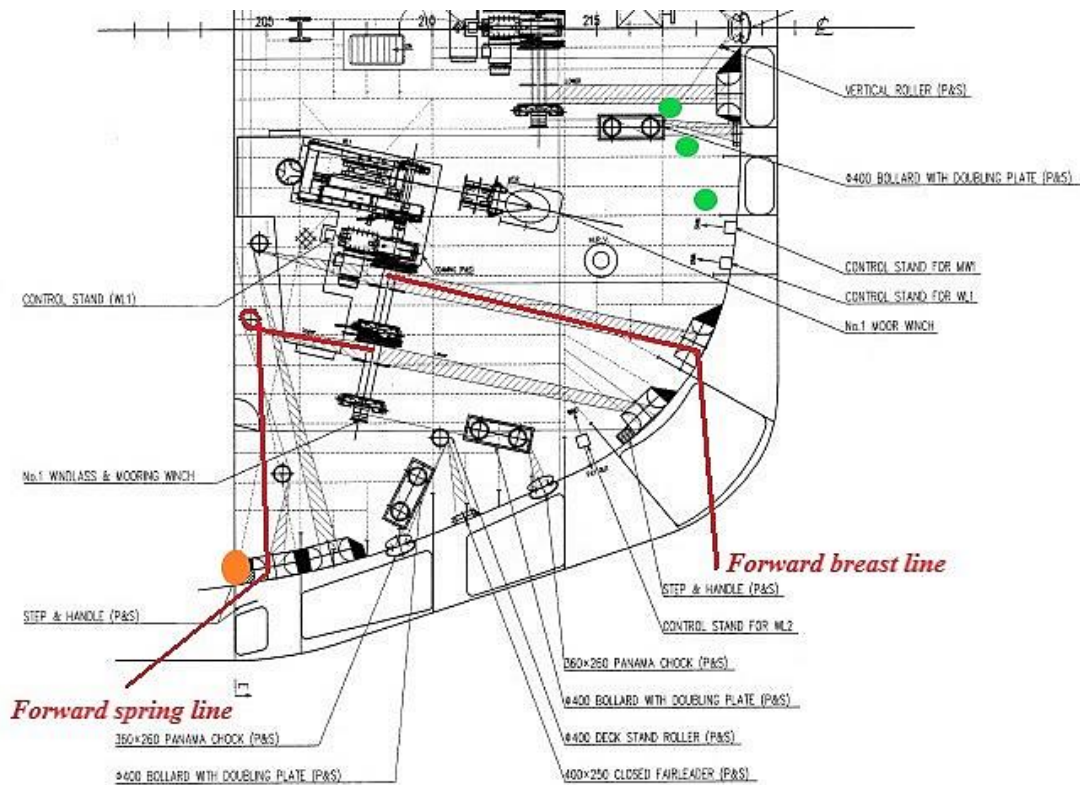 205
210
215
VERTICAL ROLLER (P&S)
Φ400 BOLLARD WITH DOUBLING PLATE (P&S)
CONTROL STAND FOR MW1
CONTROL STAND FOR WL1
No.1 MOOR WINCH
CONTROL STAND (WL1)
No.1 WINDLASS & MOORING WINCH
Forward breast line
STEP & HANDLE (P&S)
STEP & HANDLE (P&S)
CONTROL STAND FOR WL2
360×260 PANAMA CHOCK (P&S)
Forward spring line
Φ400 BOLLARD WITH DOUBLING PLATE (P&S)
360×260 PANAMA CHOCK (P&S)
Φ400 DECK STAND ROLLER (P&S)
Φ400 BOLLARD WITH DOUBLING PLATE (P&S)
400×250 CLOSED FAIRLEADER (P&S)